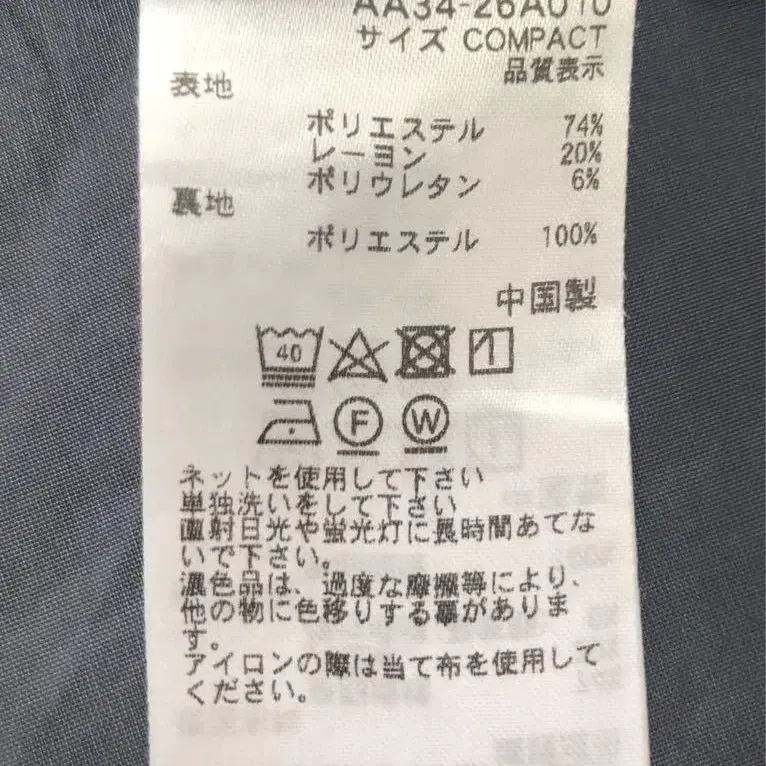 AA34-26A010
サイズ COMPACT
品質表示
表地
ポリエステル 74%
レーヨン 20%
ポリウレタン 6%
裏地
ポリエステル 100%
中国製
40
F W
ネットを使用して下さい
単独洗いをして下さい
直射日光や蛍光灯に長時間あてな
いで下さい。
濃色品は、過度な摩擦等により、
他の物に色移りする事がありま
す。
アイロンの際は当て布を使用して
ください。